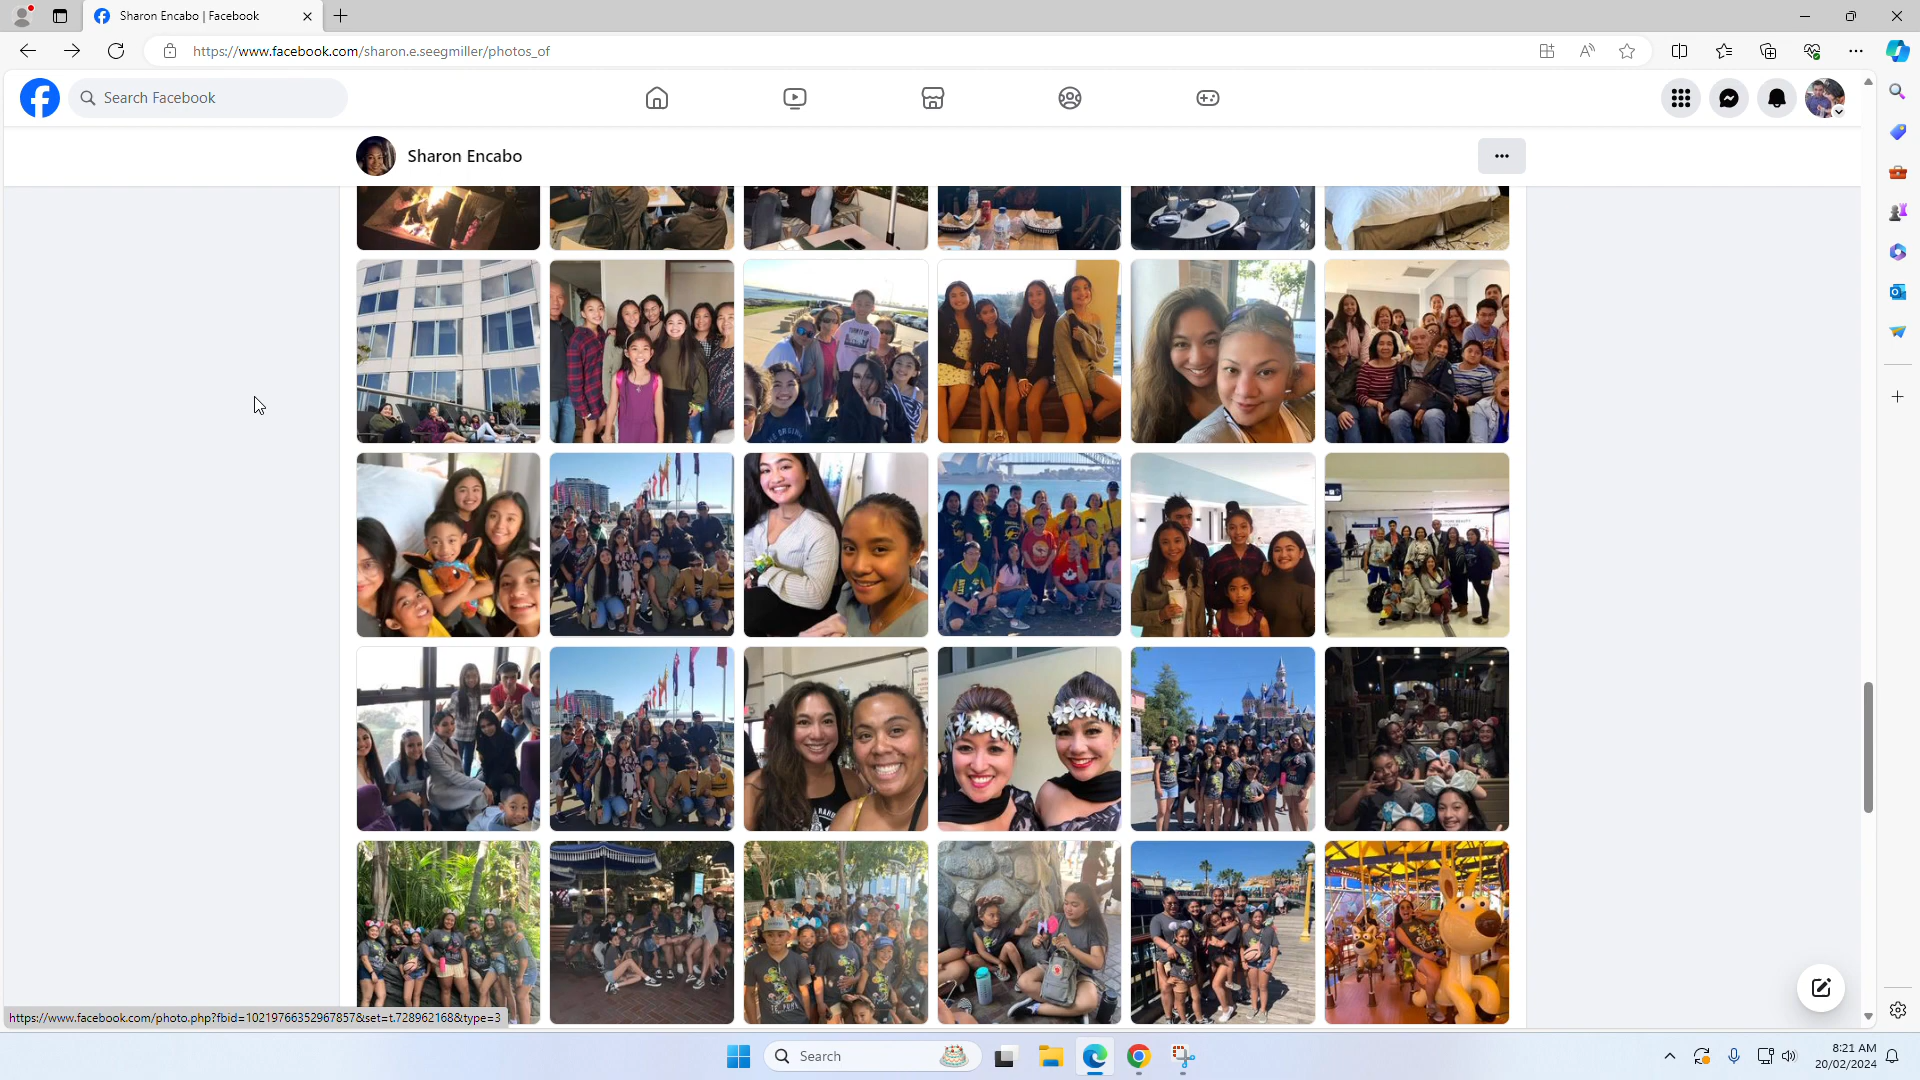 Sharon Encabo | Facebook
https://www.facebook.com/sharon.e.seegmiller/photos_of
Search Facebook
Sharon Encabo
https://www.facebook.com/photo.php?fbid=10219766352967857&set=t.728962168&type=3
Search
8:21 AM
20/02/2024